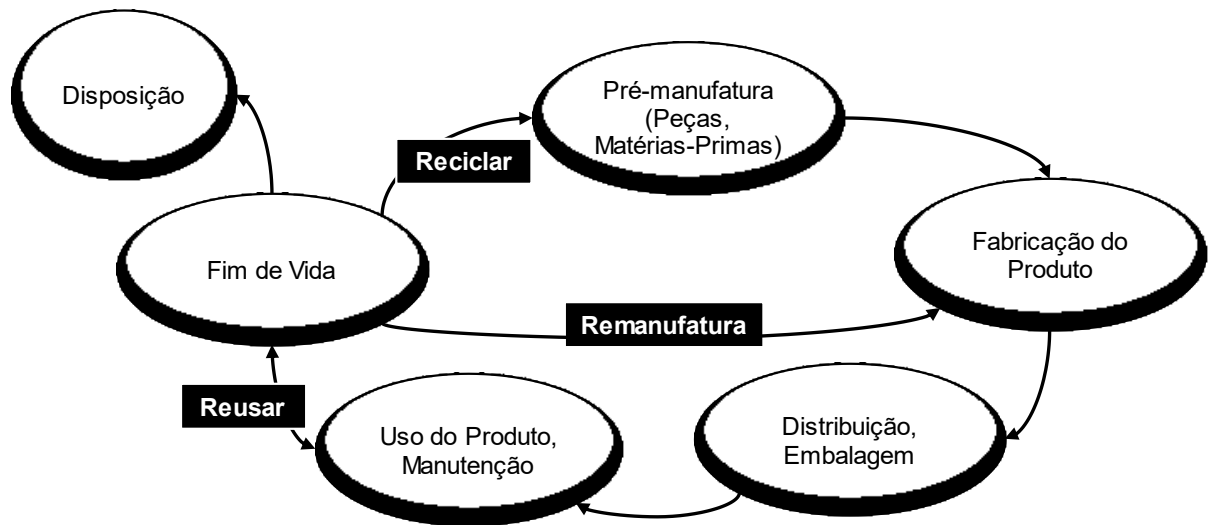 Disposição
Pré-manufatura
(Peças,
Matérias-Primas)
Reciclar
Fim de Vida
Fabricação do
Produto
Remanufatura
Reusar
Uso do Produto,
Manutenção
Distribuição,
Embalagem